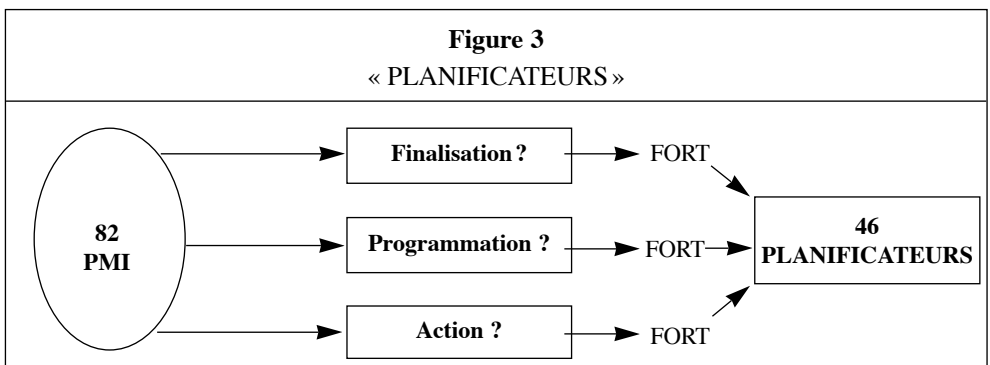 Figure 3
« PLANIFICATEURS »
Finalisation ?
FORT
82
PMI
Programmation ?
FORT
46
PLANIFICATEURS
Action ?
FORT